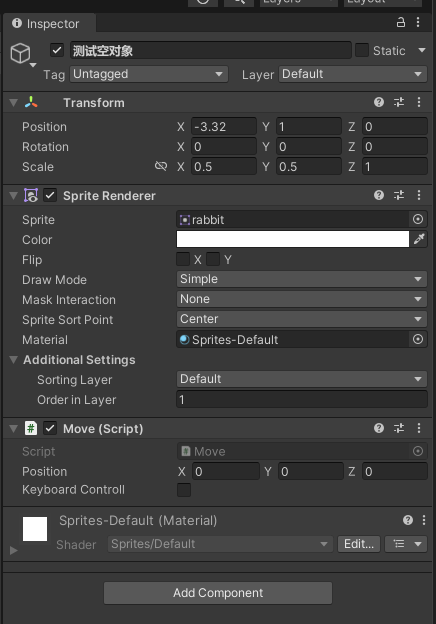 Layers Layout
Inspector
测试空对象 Static
Tag Untagged Layer Default
Transform
Position X -3.32 Y 1 Z 0
Rotation X 0 Y 0 Z 0
Scale X 0.5 Y 0.5 Z 1
Sprite Renderer
Sprite rabbit
Color
Flip X Y
Draw Mode Simple
Mask Interaction None
Sprite Sort Point Center
Material Sprites-Default
Additional Settings
Sorting Layer Default
Order in Layer 1
# Move (Script)
Script # Move
Position X 0 Y 0 Z 0
Keyboard Controll
Sprites-Default (Material)
Shader Sprites/Default Edit...
Add Component